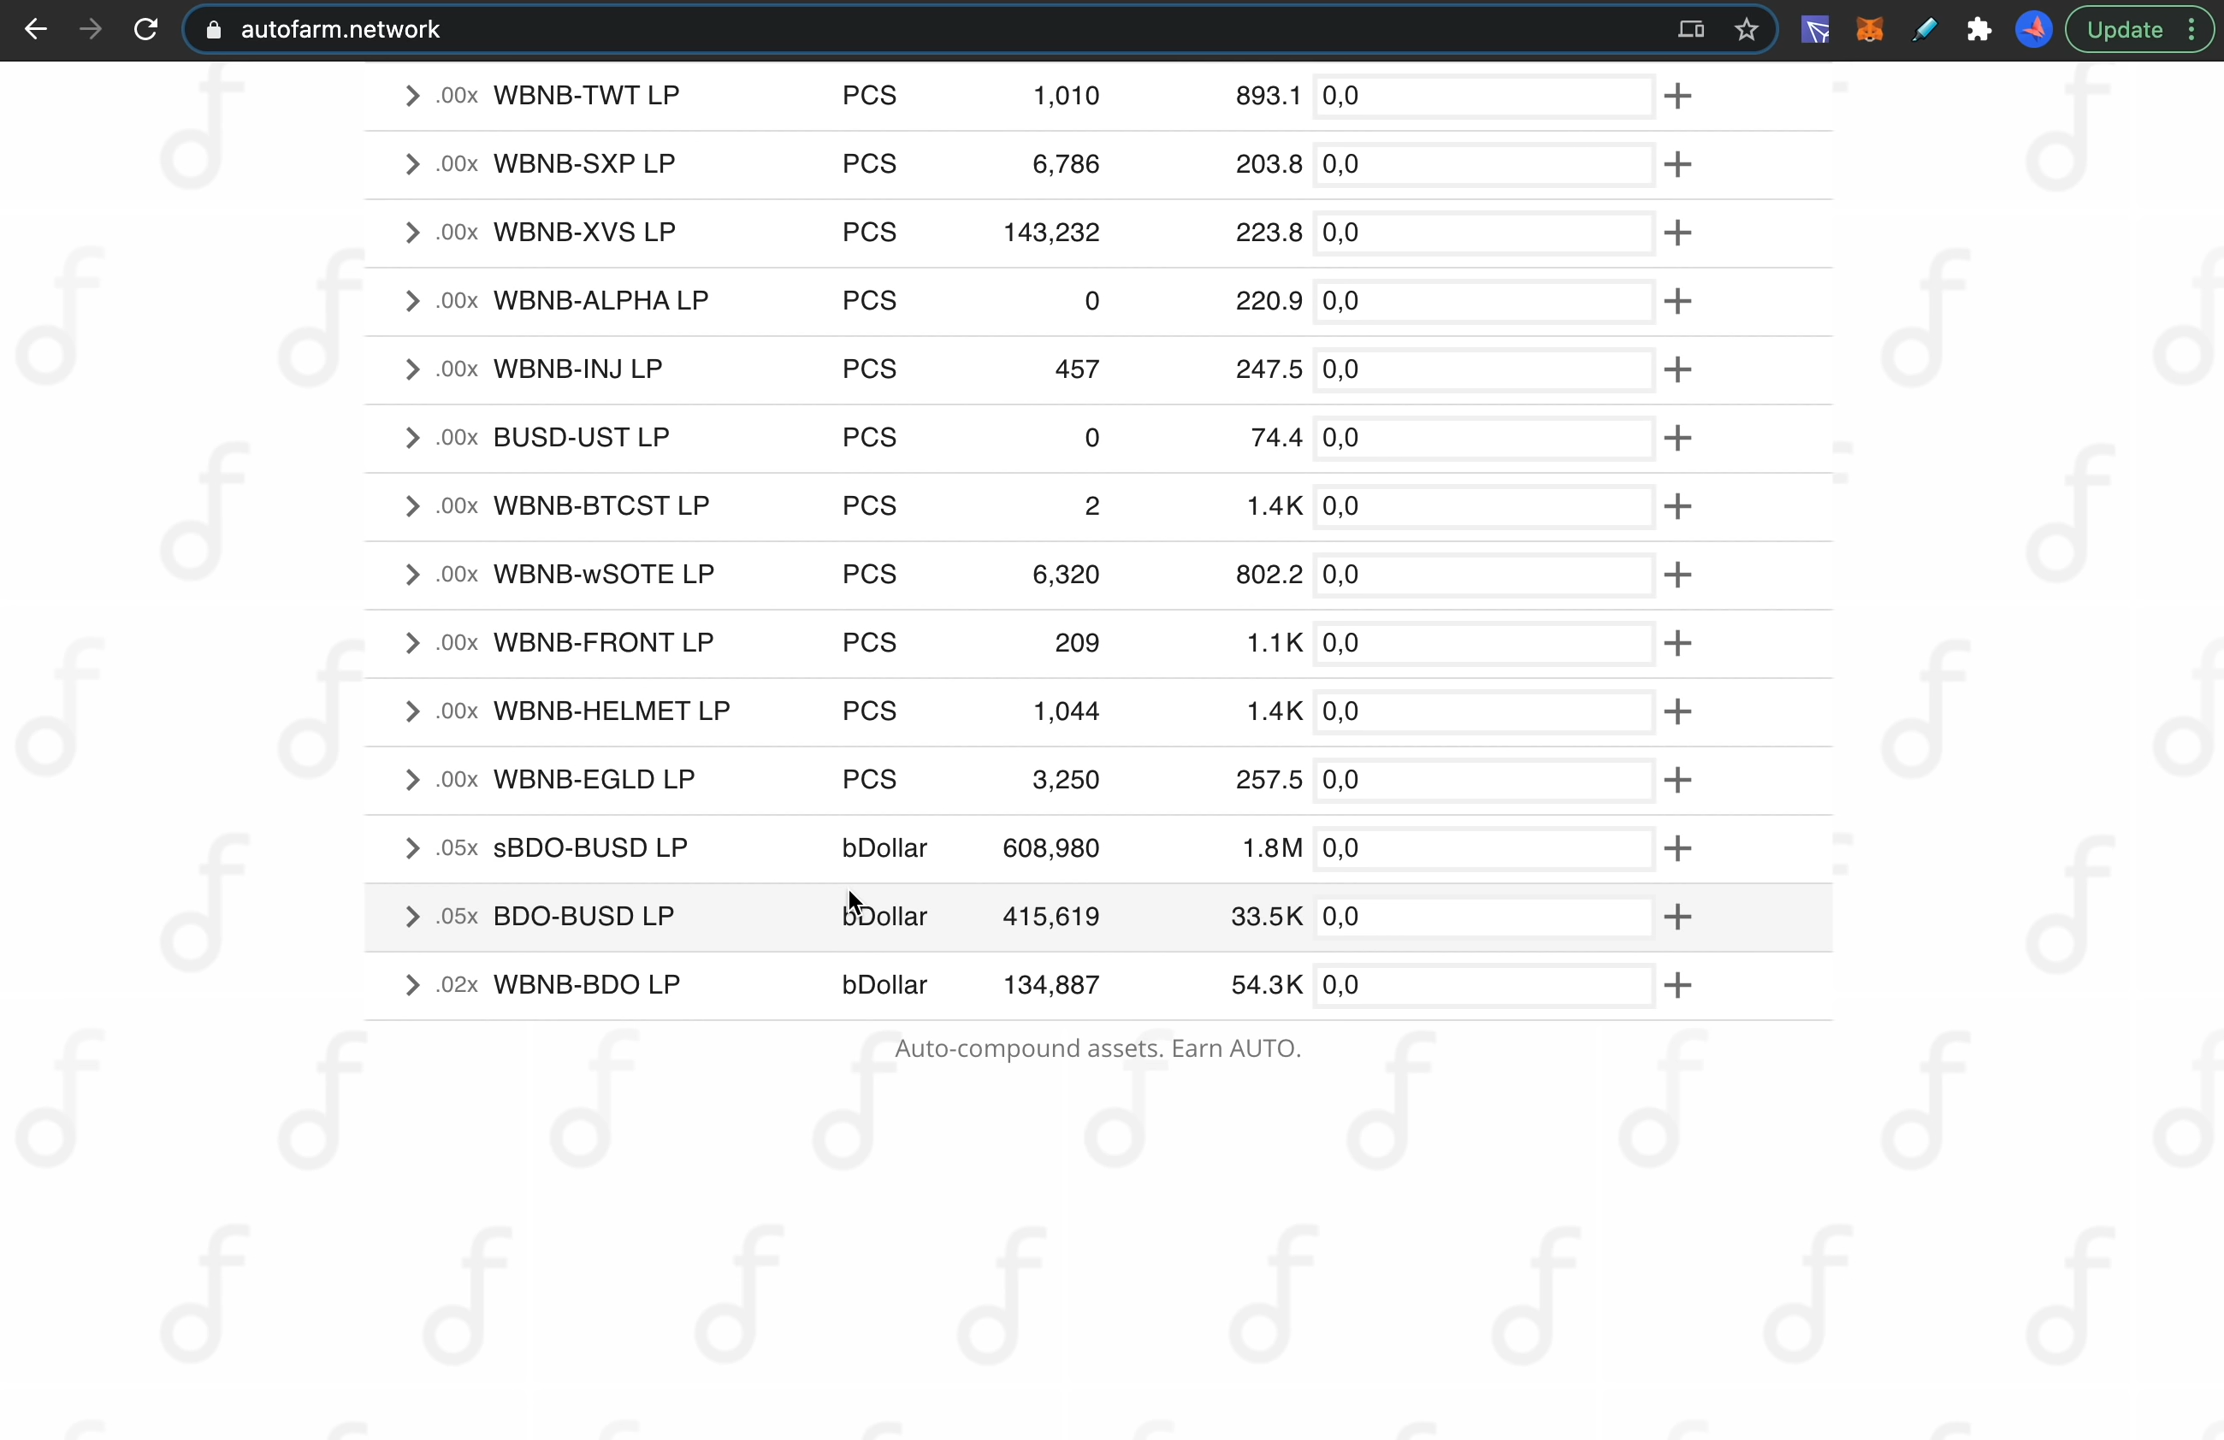 autofarm.network Update
.00x WBNB-TWT LP PCS 1,010 893.1 0,0
.00x WBNB-SXP LP PCS 6,786 203.8 0,0
.00x WBNB-XVS LP PCS 143,232 223.8 0,0
.00x WBNB-ALPHA LP PCS 0 220.9 0,0
.00x WBNB-INJ LP PCS 457 247.5 0,0
.00x BUSD-UST LP PCS 0 74.4 0,0
.00x WBNB-BTCST LP PCS 2 1.4K 0,0
.00x WBNB-wSOTE LP PCS 6,320 802.2 0,0
.00x WBNB-FRONT LP PCS 209 1.1K 0,0
.00x WBNB-HELMET LP PCS 1,044 1.4K 0,0
.00x WBNB-EGLD LP PCS 3,250 257.5 0,0
.05x sBDO-BUSD LP bDollar 608,980 1.8M 0,0
.05x BDO-BUSD LP bDollar 415,619 33.5K 0,0
.02x WBNB-BDO LP bDollar 134,887 54.3K 0,0
Auto-compound assets. Earn AUTO.